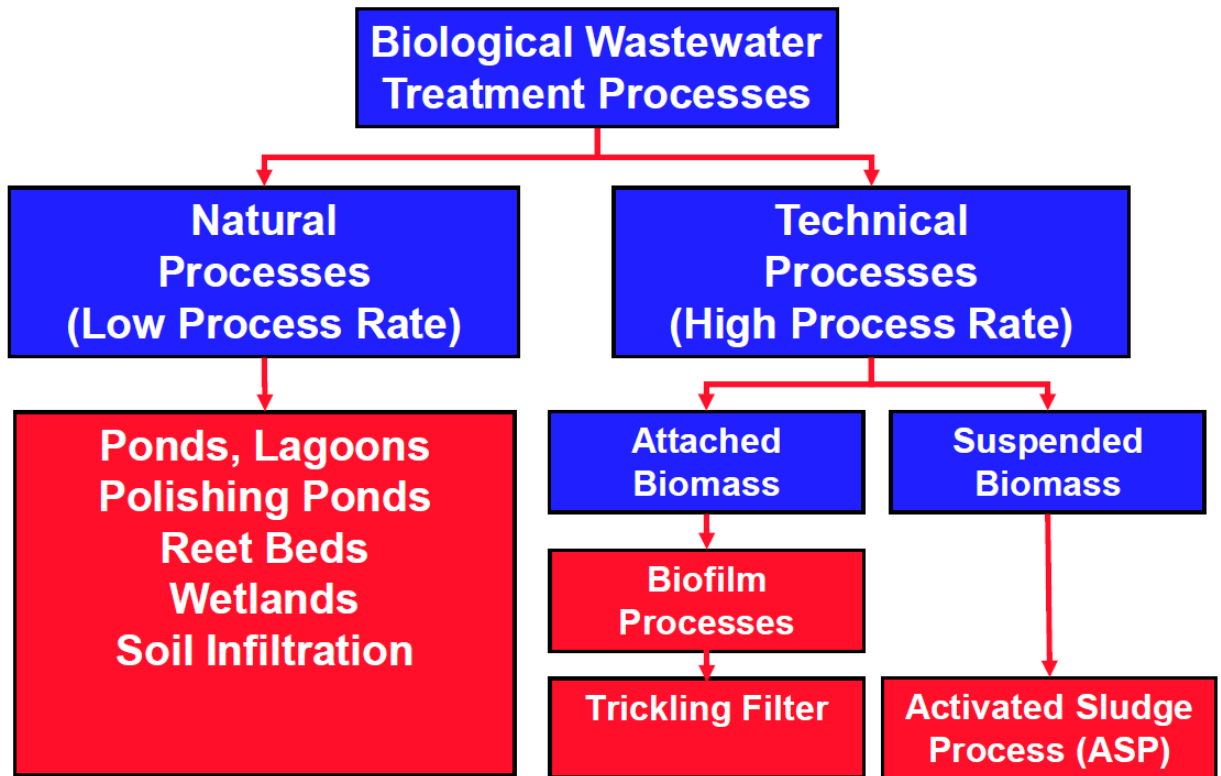 Biological Wastewater
Treatment Processes
Natural
Processes
(Low Process Rate)
Technical
Processes
(High Process Rate)
Ponds, Lagoons
Polishing Ponds
Reet Beds
Wetlands
Soil Infiltration
Attached
Biomass
Suspended
Biomass
Biofilm
Processes
Trickling Filter
Activated Sludge
Process (ASP)